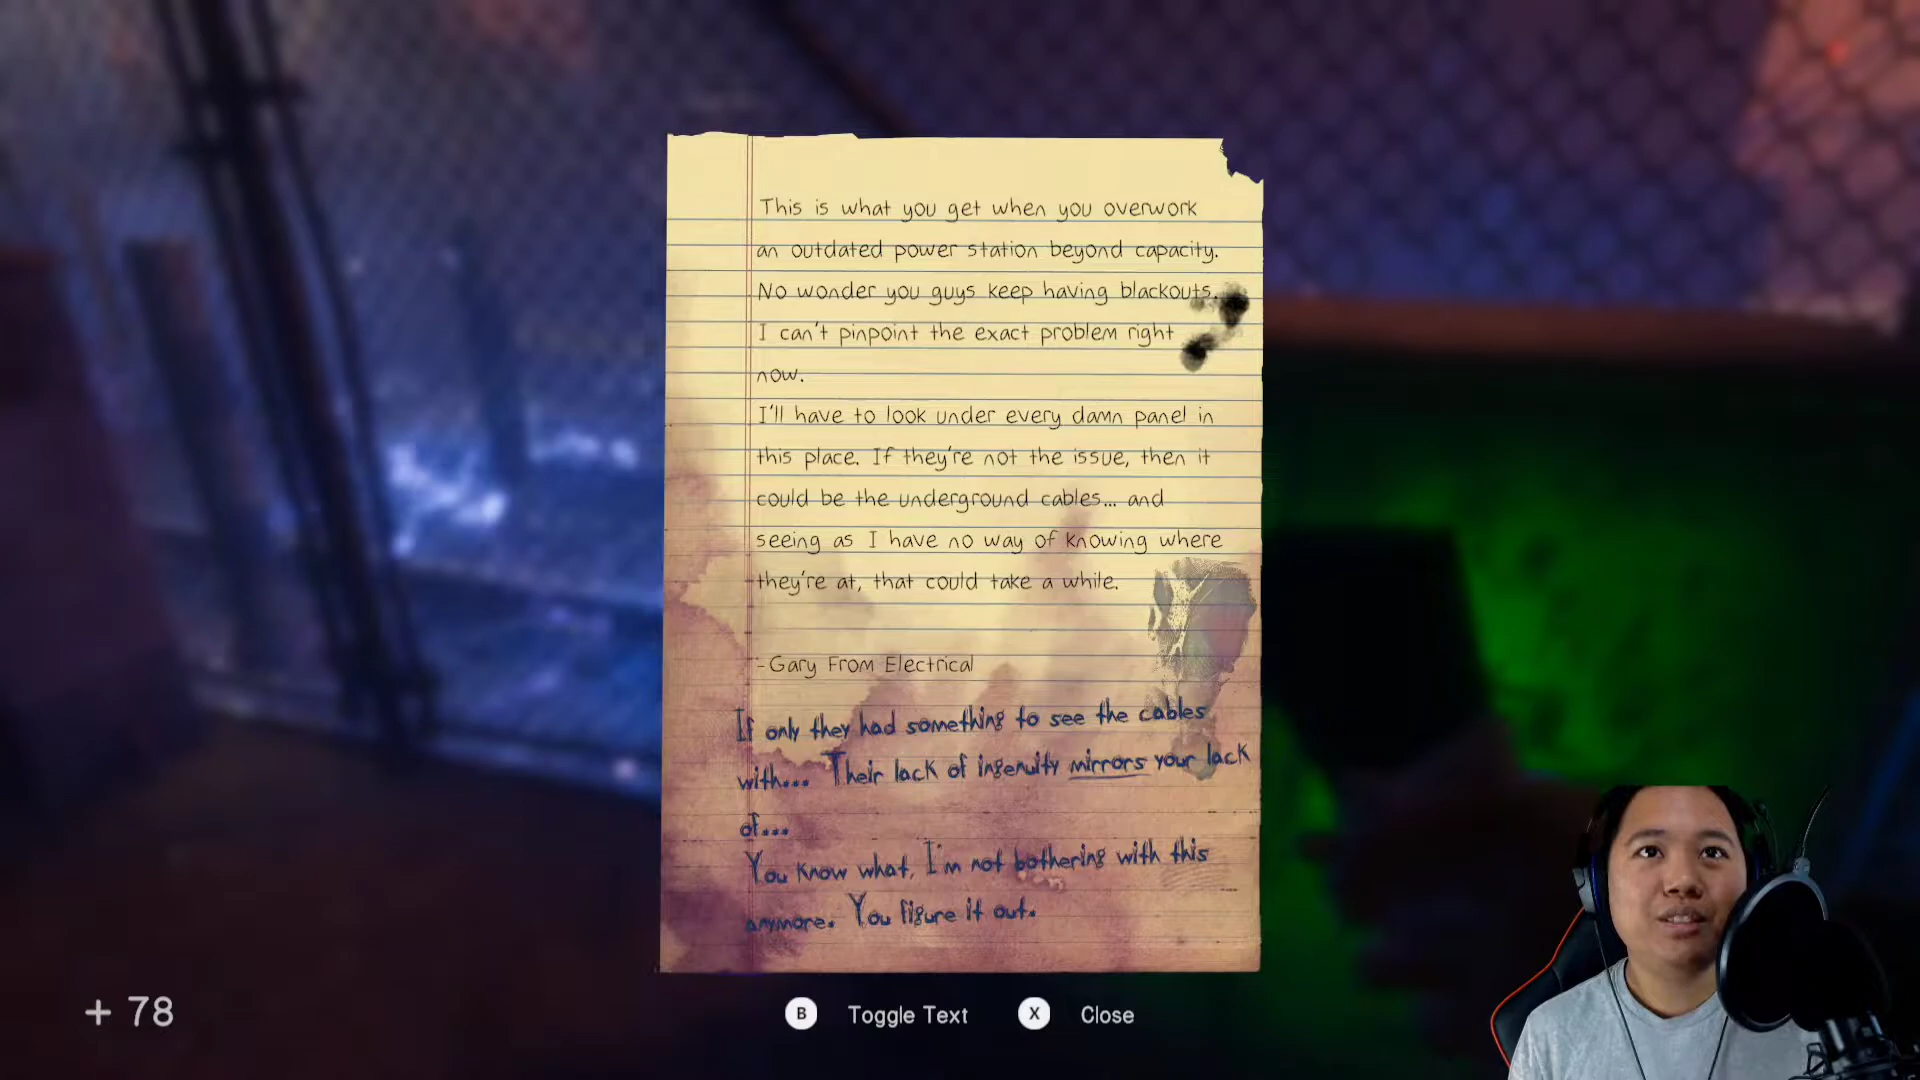 This is what you get when you overwork
an outdated power station beyond capacity.
No wonder you guys keep having blackouts.
I can't pinpoint the exact problem right
now.
I'll have to look under every damn panel in
this place. If they're not the issue, then it
could be the underground cables... and
seeing as I have no way of knowing where
they're at, that could take a while.
-Gary From Electrical
If only they had something to see the cables
with... Their lack of ingenuity mirrors your lack
of...
You know what, I'm not bothering with this
anymore. You figure it out.
+ 78
B Toggle Text X Close